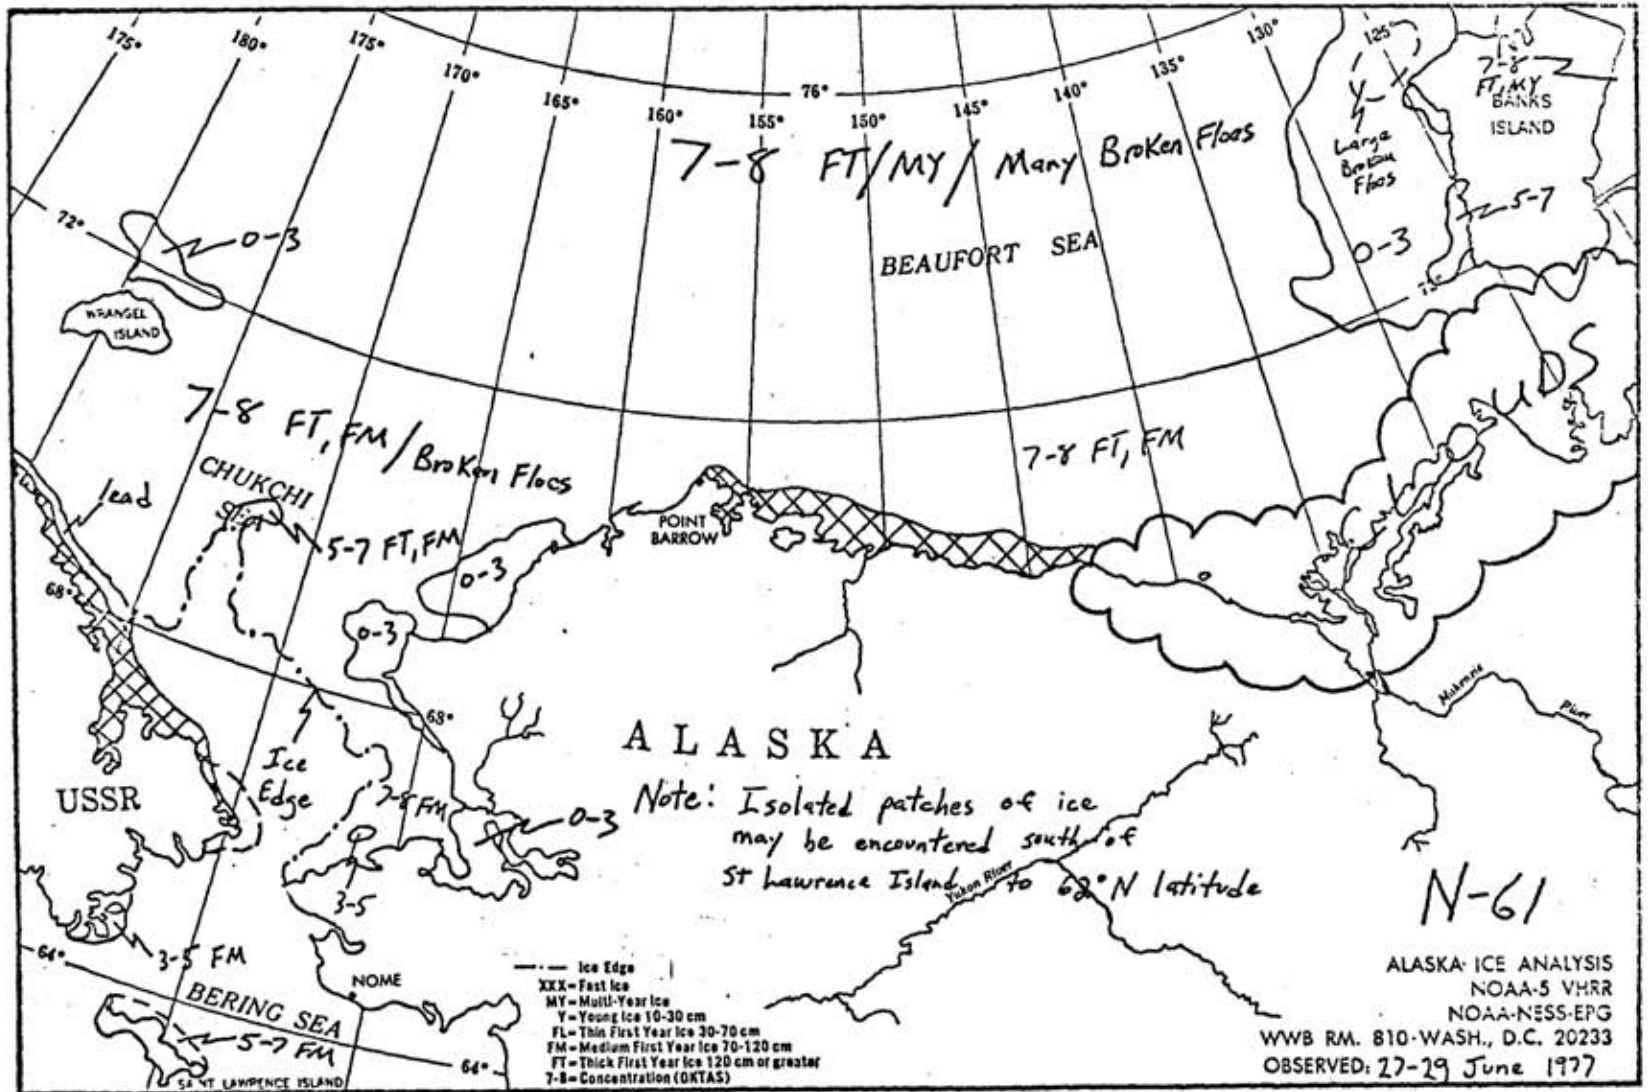 175°
180°
175°
170°
165°
160°
155°
76°
150°
145°
140°
135°
130°
125°
7-8
FT, MY
BANKS
ISLAND
7-8 FT/MY/ Many Broken Floes
Large
Broken
Floes
5-7
0-3
72°
0-3
BEAUFORT SEA
WRANGEL
ISLAND
7-8 FT, FM/Broken Floes
CHUKCHI
SEA
lead
5-7 FT, FM
7-8 FT, FM
CLOUDS
POINT
BARROW
0-3
0-3
68°
68°
ALASKA
USSR
Ice
Edge
7-8 FM
0-3
3-5
Note: Isolated patches of ice
may be encountered south of
St Lawrence Island to 62° N latitude
Yukon River
River
N-61
3-5 FM
64°
BERING SEA
NOME
5-7 FM
64°
SAINT LAWRENCE ISLAND
Ice Edge
XXX=Fast Ice
MY=Multi-Year Ice
Y=Young Ice 10-30 cm
FL=Thin First Year Ice 30-70 cm
FM=Medium First Year Ice 70-120 cm
FT=Thick First Year Ice 120 cm or greater
7-8=Concentration (OKTAS)
ALASKA ICE ANALYSIS
NOAA-5 VHRR
NOAA-NESS-EPG
WWB RM. 810-WASH., D.C. 20233
OBSERVED: 27-29 June 1977